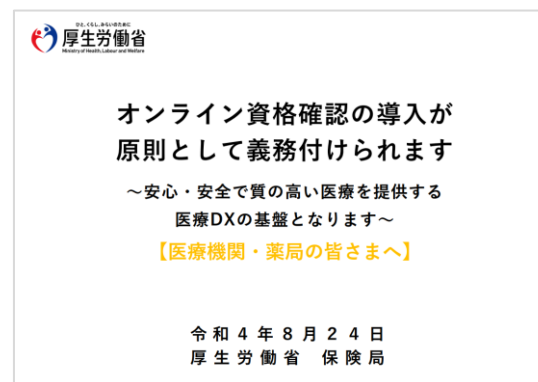 ひと、くらし、みらいのために
厚生労働省
Ministry of Health, Labour and Welfare
オンライン資格確認の導入が
原則として義務付けられます
～安心・安全で質の高い医療を提供する
医療DXの基盤となります～
【医療機関・薬局の皆さまへ】
令和４年８月２４日
厚生労働省　保険局